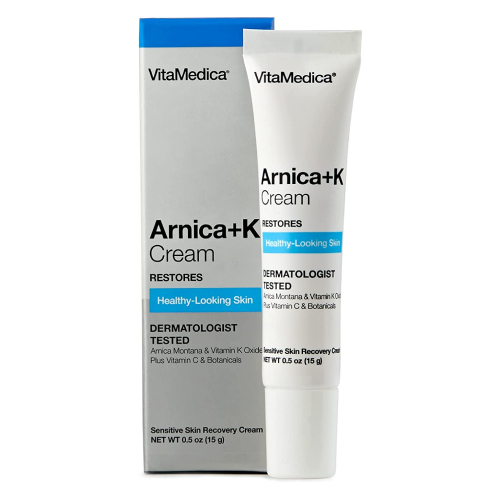 VitaMedica®
Arnica+K
Cream
RESTORES
Healthy-Looking Skin
DERMATOLOGIST
TESTED
Arnica Montana & Vitamin K Oxide
Plus Vitamin C & Botanicals
Sensitive Skin Recovery Cream
NET WT 0.5 oz (15 g)
VitaMedica®
Arnica+K
Cream
RESTORES
Healthy-Looking Skin
DERMATOLOGIST
TESTED
Arnica Montana & Vitamin K Oxide
Plus Vitamin C & Botanicals
Sensitive Skin Recovery Cream
NET WT 0.5 oz (15 g)